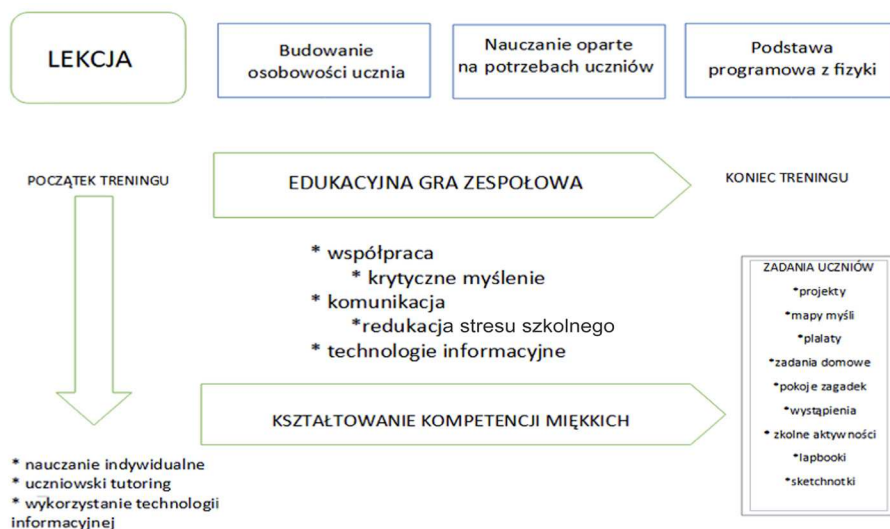 LEKCJA
Budowanie
osobowości ucznia
Nauczanie oparte
na potrzebach uczniów
Podstawa
programowa z fizyki
POCZĄTEK TRENINGU
EDUKACYJNA GRA ZESPOŁOWA
KONIEC TRENINGU
* współpraca
* krytyczne myślenie
* komunikacja
*redukacja stresu szkolnego
* technologie informacyjne
KSZTAŁTOWANIE KOMPETENCJI MIĘKKICH
* nauczanie indywidualne
* uczniowski tutoring
* wykorzystanie technologii
informacyjnej
ZADANIA UCZNIÓW
*projekty
*mapy myśli
*plalaty
*zadania domowe
*pokoje zagadek
*wystąpienia
* zkolne aktywności
*lapbooki
*sketchnotki